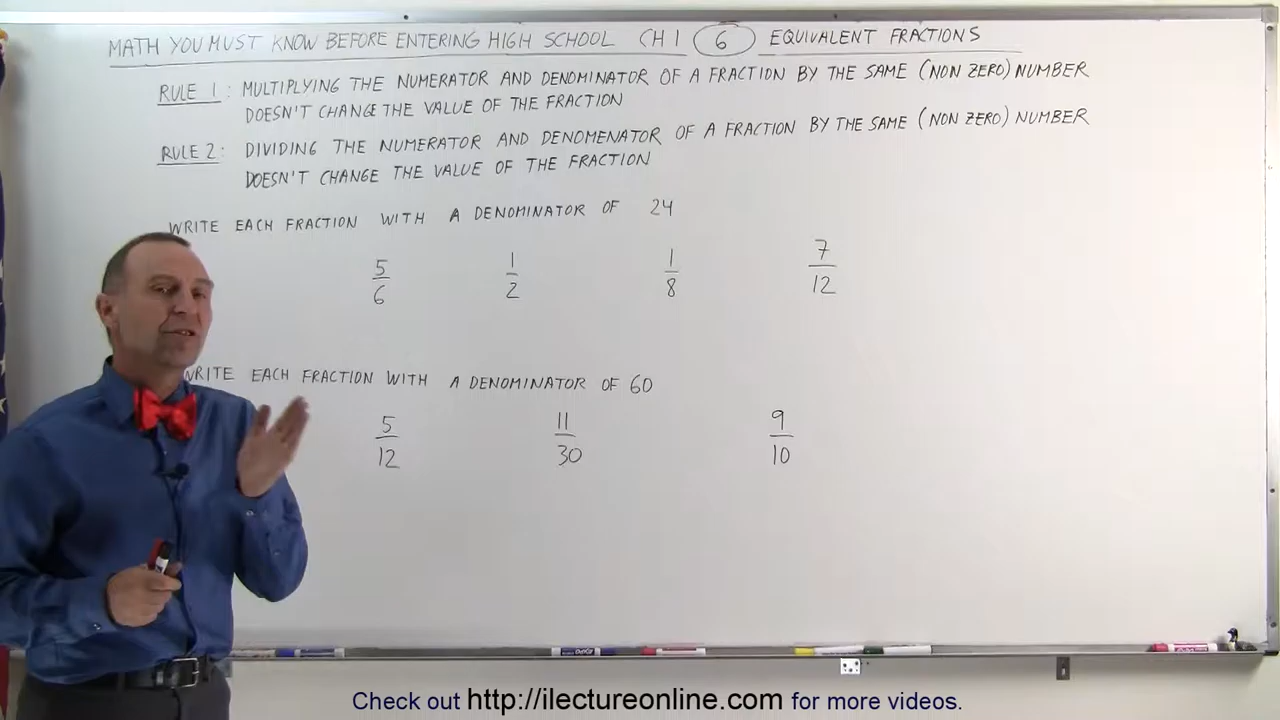 MATH YOU MUST KNOW BEFORE ENTERING HIGH SCHOOL CH 1 6 EQUIVALENT FRACTIONS
RULE 1: MULTIPLYING THE NUMERATOR AND DENOMINATOR OF A FRACTION BY THE SAME (NON ZERO) NUMBER
DOESN'T CHANGE THE VALUE OF THE FRACTION
RULE 2: DIVIDING THE NUMERATOR AND DENOMENATOR OF A FRACTION BY THE SAME (NON ZERO) NUMBER
DOESN'T CHANGE THE VALUE OF THE FRACTION
WRITE EACH FRACTION WITH A DENOMINATOR OF 24
5/6 1/2 1/8 7/12
WRITE EACH FRACTION WITH A DENOMINATOR OF 60
5/12 11/30 9/10
Check out http://ilectureonline.com for more videos.